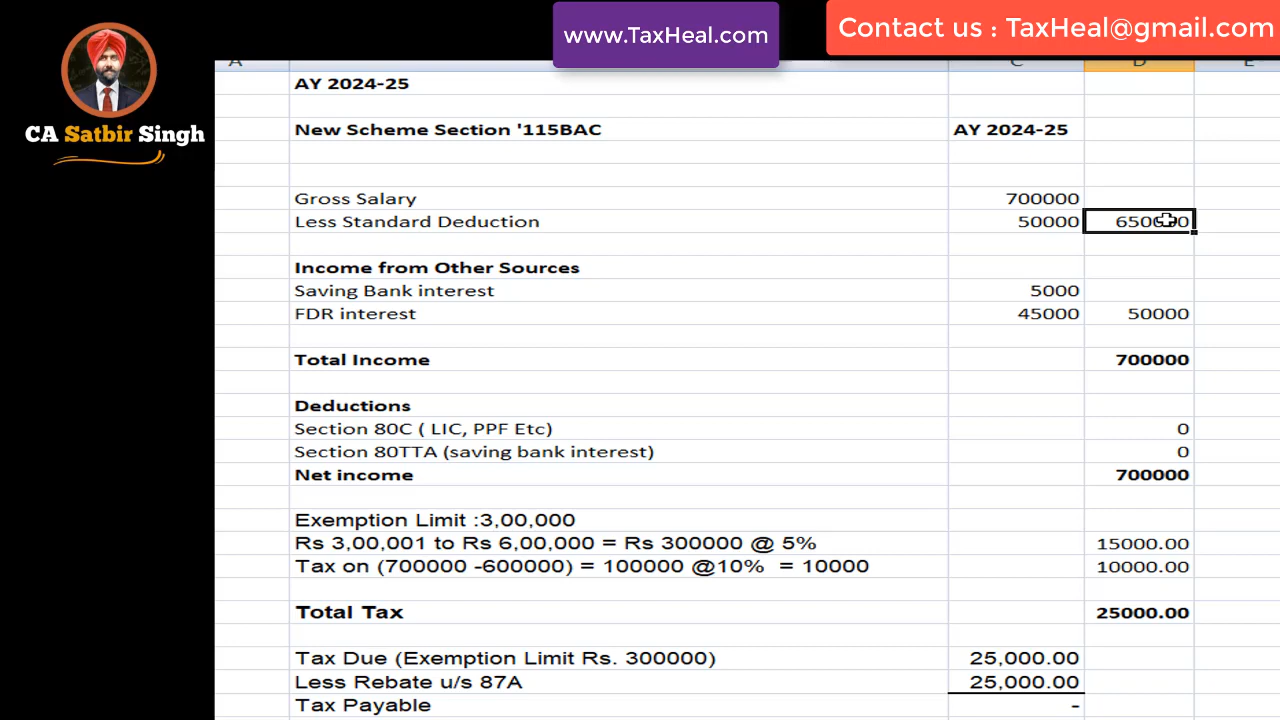 www.TaxHeal.com
Contact us : TaxHeal@gmail.com
CA Satbir Singh
A C D E
AY 2024-25
New Scheme Section '115BAC AY 2024-25
Gross Salary 700000
Less Standard Deduction 50000 650000
Income from Other Sources
Saving Bank interest 5000
FDR interest 45000 50000
Total Income 700000
Deductions
Section 80C ( LIC, PPF Etc) 0
Section 80TTA (saving bank interest) 0
Net income 700000
Exemption Limit :3,00,000
Rs 3,00,001 to Rs 6,00,000 = Rs 300000 @ 5% 15000.00
Tax on (700000 -600000) = 100000 @10% = 10000 10000.00
Total Tax 25000.00
Tax Due (Exemption Limit Rs. 300000) 25,000.00
Less Rebate u/s 87A 25,000.00
Tax Payable -